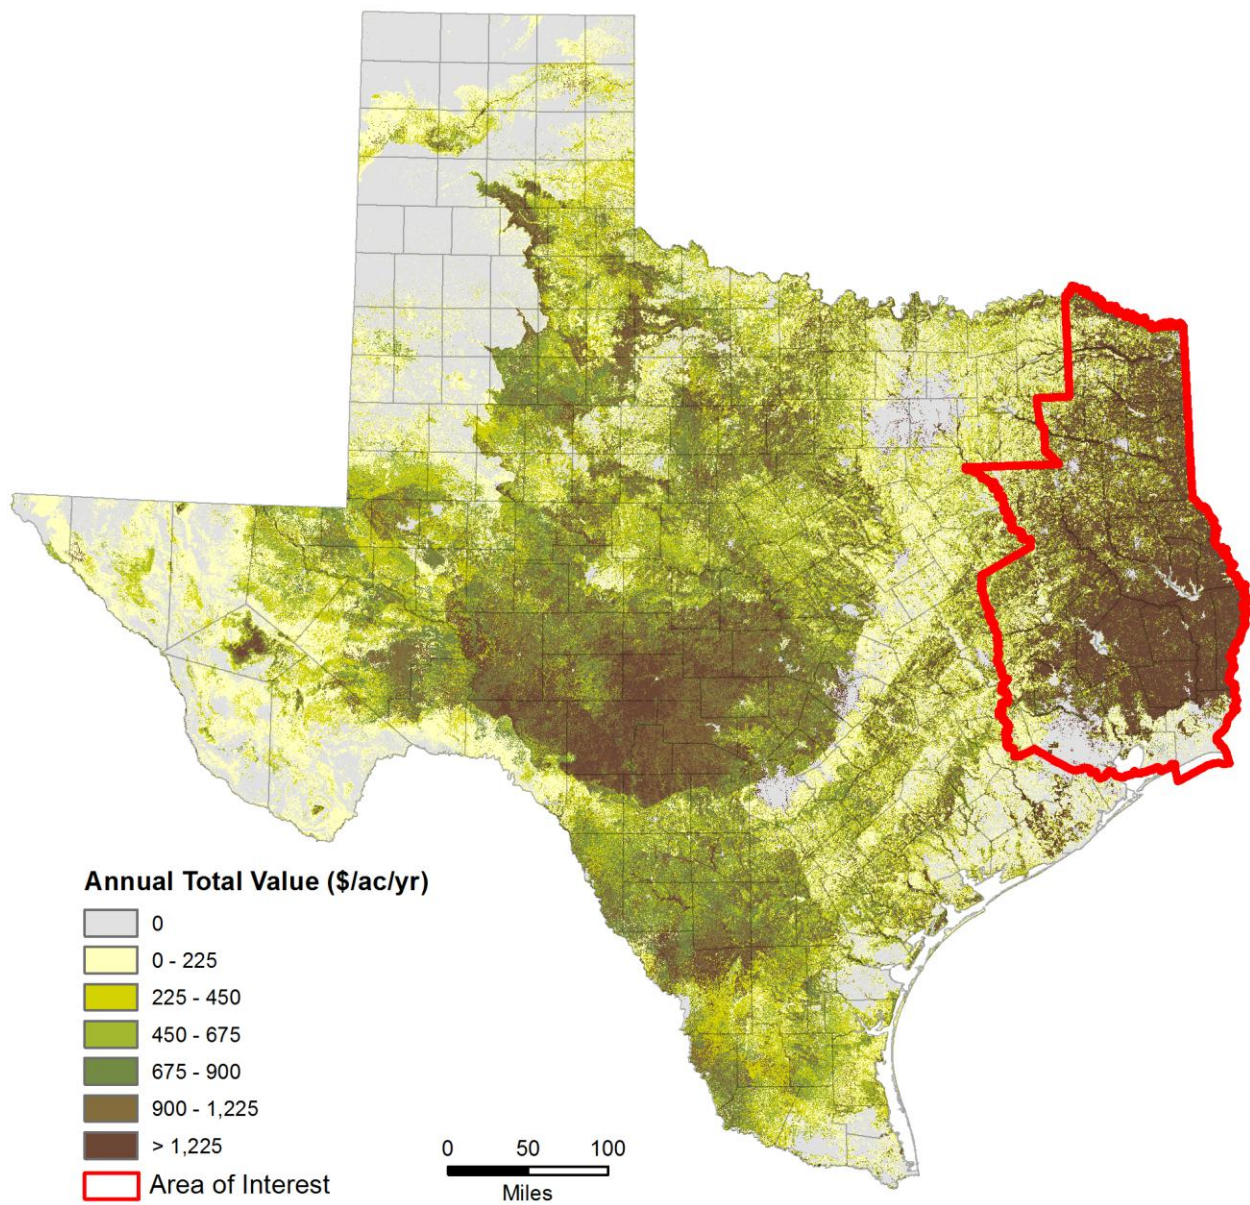 Annual Total Value ($/ac/yr)
0
0 - 225
225 - 450
450 - 675
675 - 900
900 - 1,225
> 1,225
Area of Interest
0 50 100
Miles